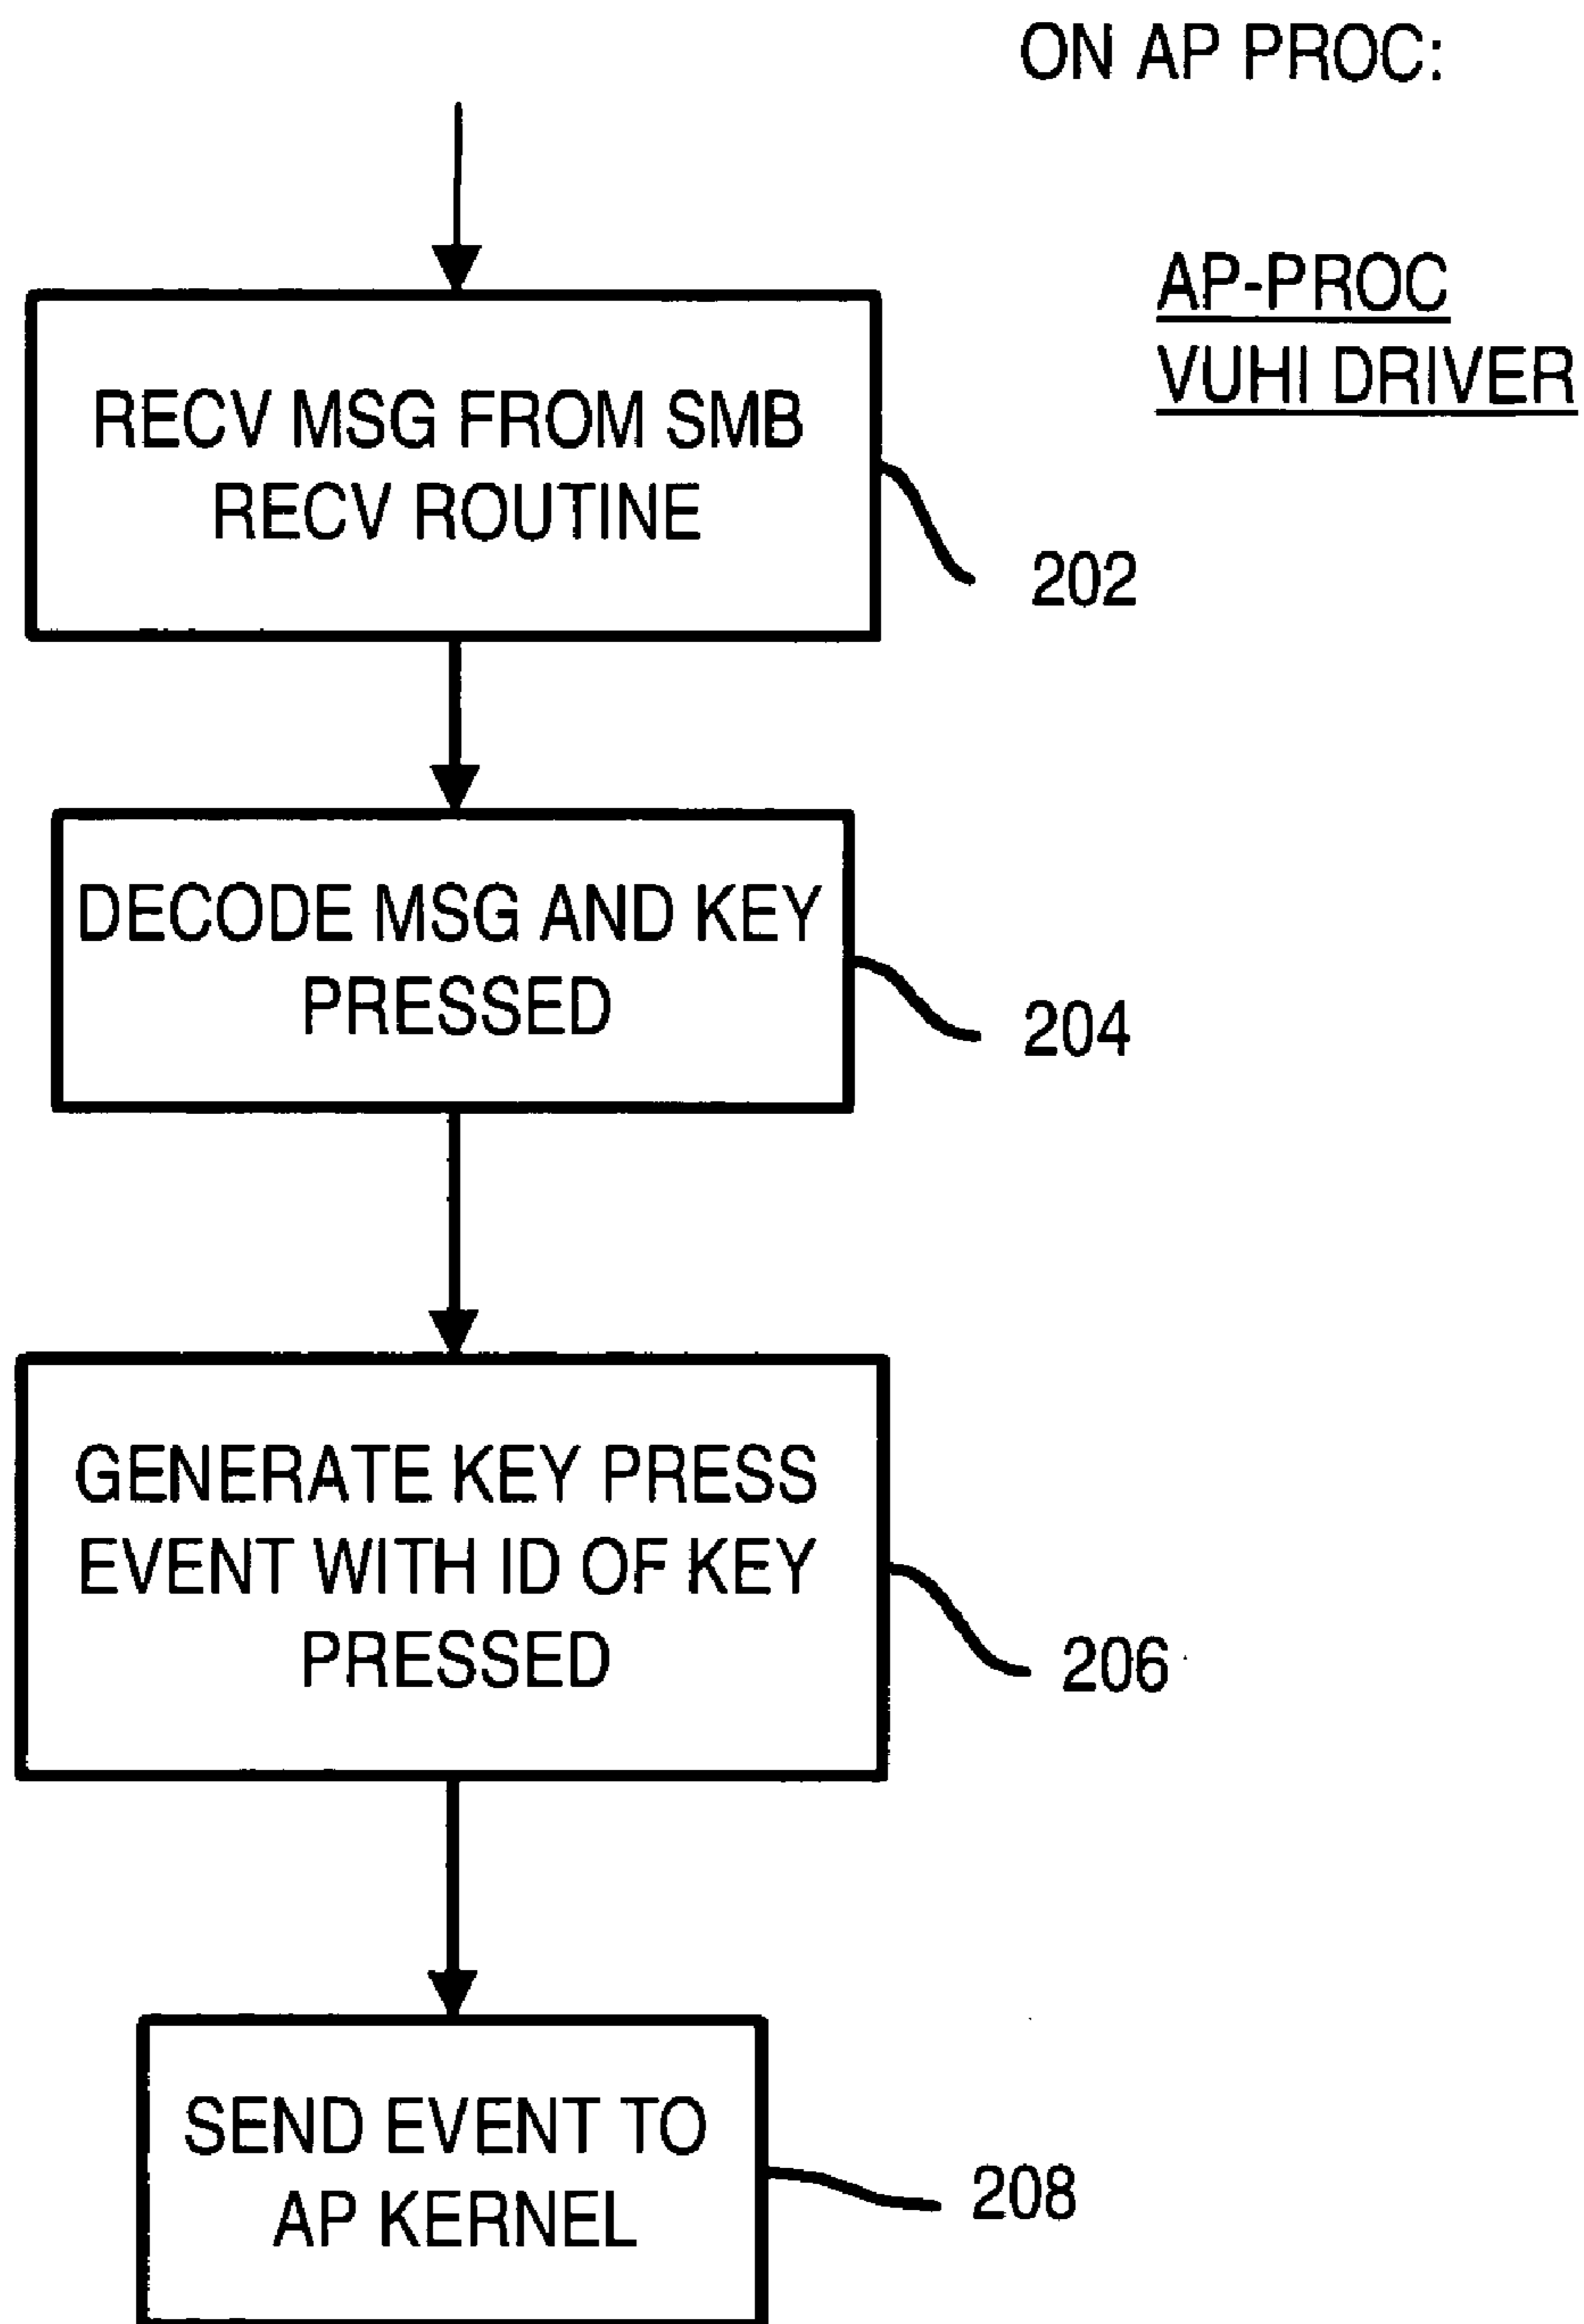 ON AP PROC:
AP-PROC
VUHI DRIVER
RECV MSG FROM SMB
RECV ROUTINE
202
DECODE MSG AND KEY
PRESSED
204
GENERATE KEY PRESS
EVENT WITH ID OF KEY
PRESSED
206
SEND EVENT TO
AP KERNEL
208